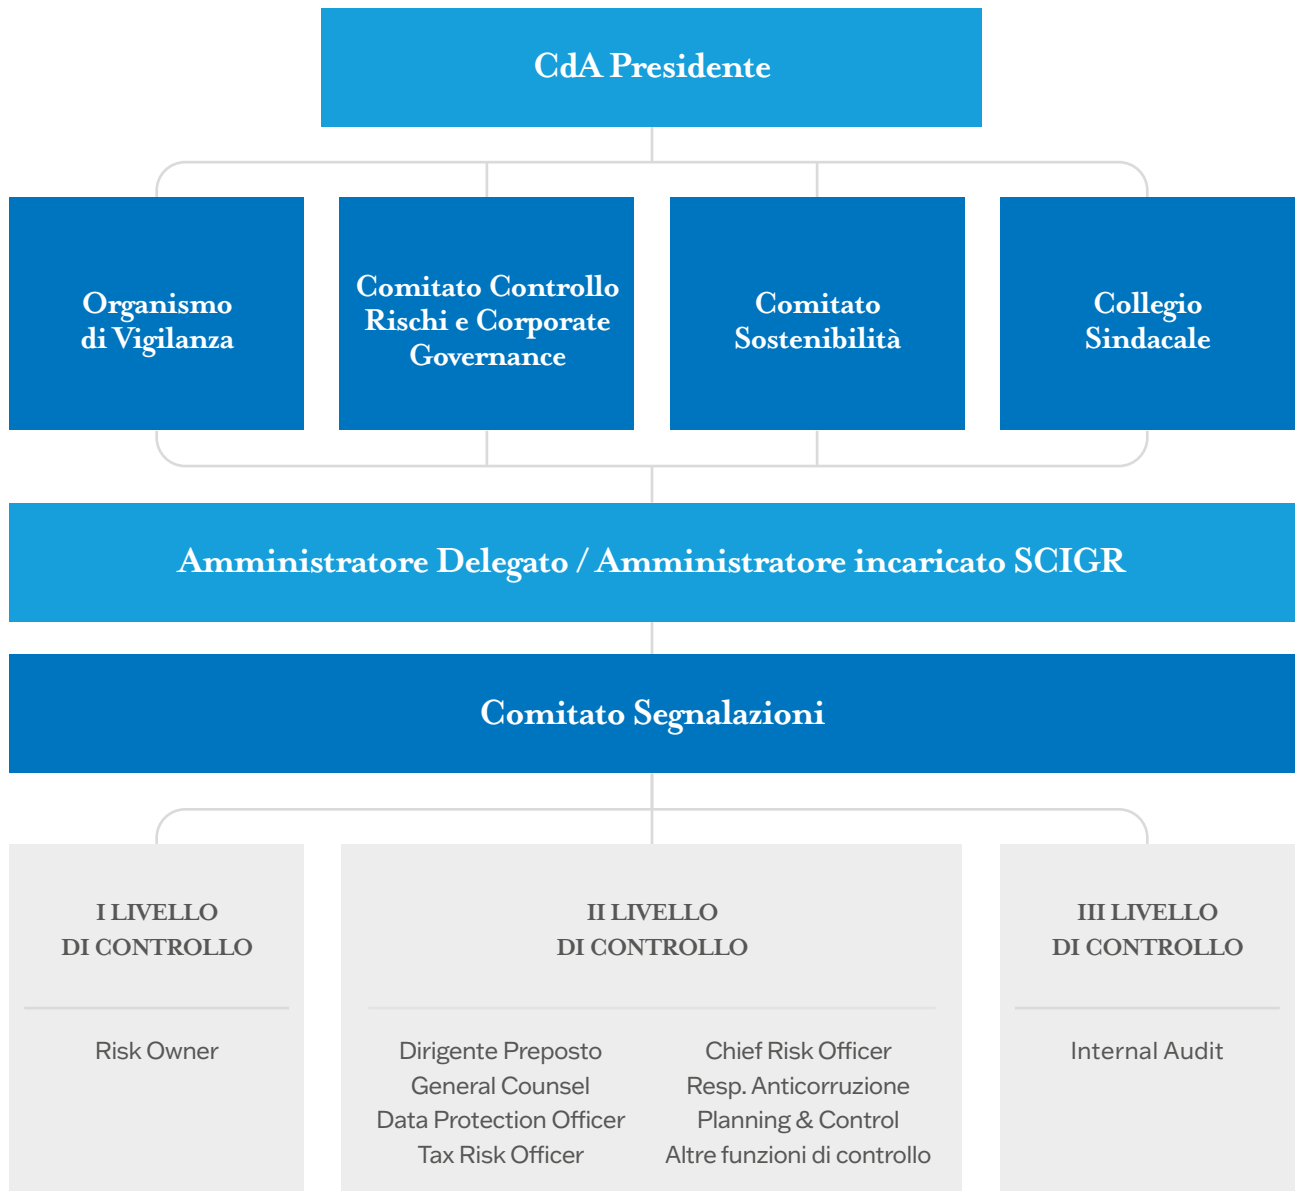 CdA Presidente
Organismo
di Vigilanza
Comitato Controllo
Rischi e Corporate
Governance
Comitato
Sostenibilità
Collegio
Sindacale
Amministratore Delegato / Amministratore incaricato SCIGR
Comitato Segnalazioni
I LIVELLO
DI CONTROLLO
Risk Owner
II LIVELLO
DI CONTROLLO
Dirigente Preposto
General Counsel
Data Protection Officer
Tax Risk Officer
Chief Risk Officer
Resp. Anticorruzione
Planning & Control
Altre funzioni di controllo
III LIVELLO
DI CONTROLLO
Internal Audit